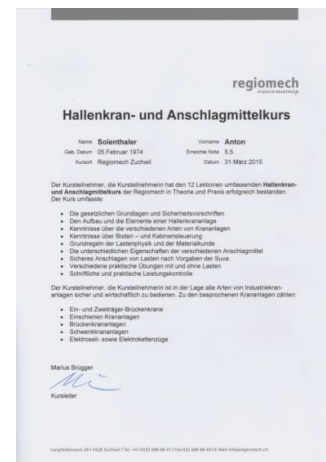 regiomech
Hallenkran- und Anschlagmittelkurs
Name Solenthaler Vorname Anton
Geb. Datum 05.Februar 1974 Erreichte Note 5.5
Kursort Regiomech Zuchwil Datum 31.März 2015
Der Kursteilnehmer, die Kursteilnehmerin hat den 12 Lektionen umfassenden Hallenkran-
und Anschlagmittelkurs der Regiomech in Theorie und Praxis erfolgreich bestanden.
Der Kurs umfasste:
• Die gesetzlichen Grundlagen und Sicherheitsvorschriften
• Den Aufbau und die Elemente einer Hallenkrananlage
• Kenntnisse über die verschiedenen Arten von Krananlagen
• Kenntnisse über Boden – und Kabinensteuerung
• Grundregeln der Lastenphysik und der Materialkunde
• Die unterschiedlichen Eigenschaften der verschiedenen Anschlagmittel
• Sicheres Anschlagen von Lasten nach Vorgaben der Suva
• Verschiedene praktische Übungen mit und ohne Lasten
• Schriftliche und praktische Leistungskontrolle
Der Kursteilnehmer, die Kursteilnehmerin ist in der Lage alle Arten von Industriekran-
anlagen sicher und wirtschaftlich zu bedienen. Zu den besprochenen Krananlagen zählen:
• Ein- und Zweiträger-Brückenkrane
• Einschienen Krananlagen
• Brückenkrananlagen
• Schwenkkrananlagen
• Elektroseil- sowie Elektrokettenzüge
Marius Brügger
Kursleiter